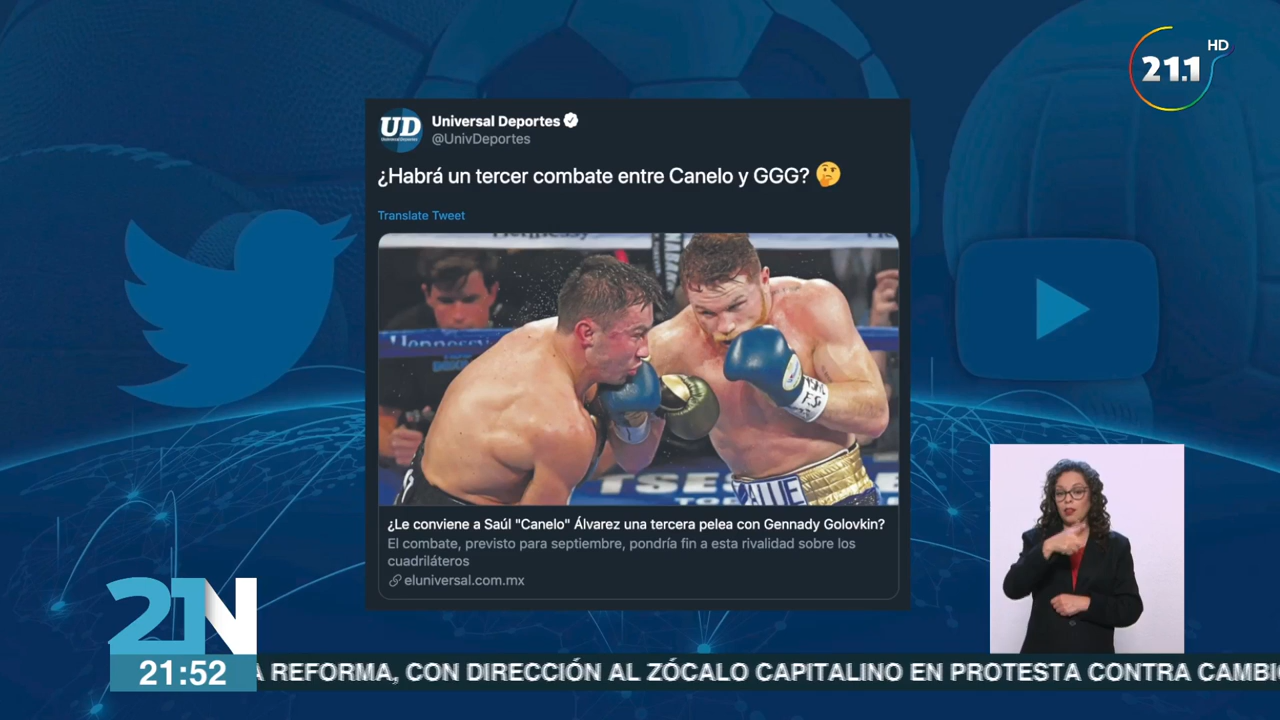 21.1 HD
UD
Universal Deportes
@UnivDeportes
¿Habrá un tercer combate entre Canelo y GGG?
Translate Tweet
Hennessy
¿Le conviene a Saúl "Canelo" Álvarez una tercera pelea con Gennady Golovkin?
El combate, previsto para septiembre, pondría fin a esta rivalidad sobre los
cuadriláteros
eluniversal.com.mx
21N
21:52
A REFORMA, CON DIRECCIÓN AL ZÓCALO CAPITALINO EN PROTESTA CONTRA CAMBI